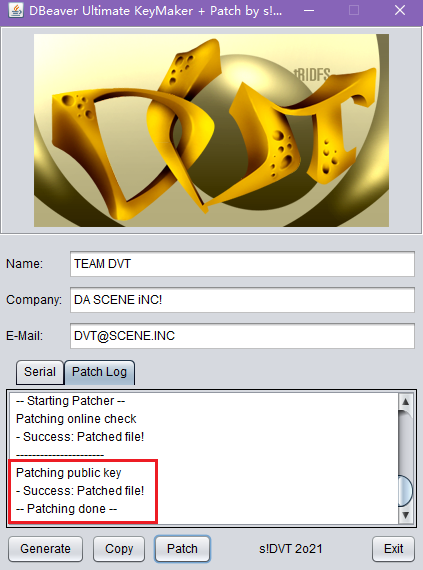 DBeaver Ultimate KeyMaker + Patch by s!...
tRIDES
DVT
Name:
TEAM DVT
Company:
DA SCENE iNC!
E-Mail:
DVT@SCENE.INC
Serial
Patch Log
-- Starting Patcher --
Patching online check
- Success: Patched file!
----------------------
Patching public key
- Success: Patched file!
-- Patching done --
Generate
Copy
Patch
s!DVT 2o21
Exit